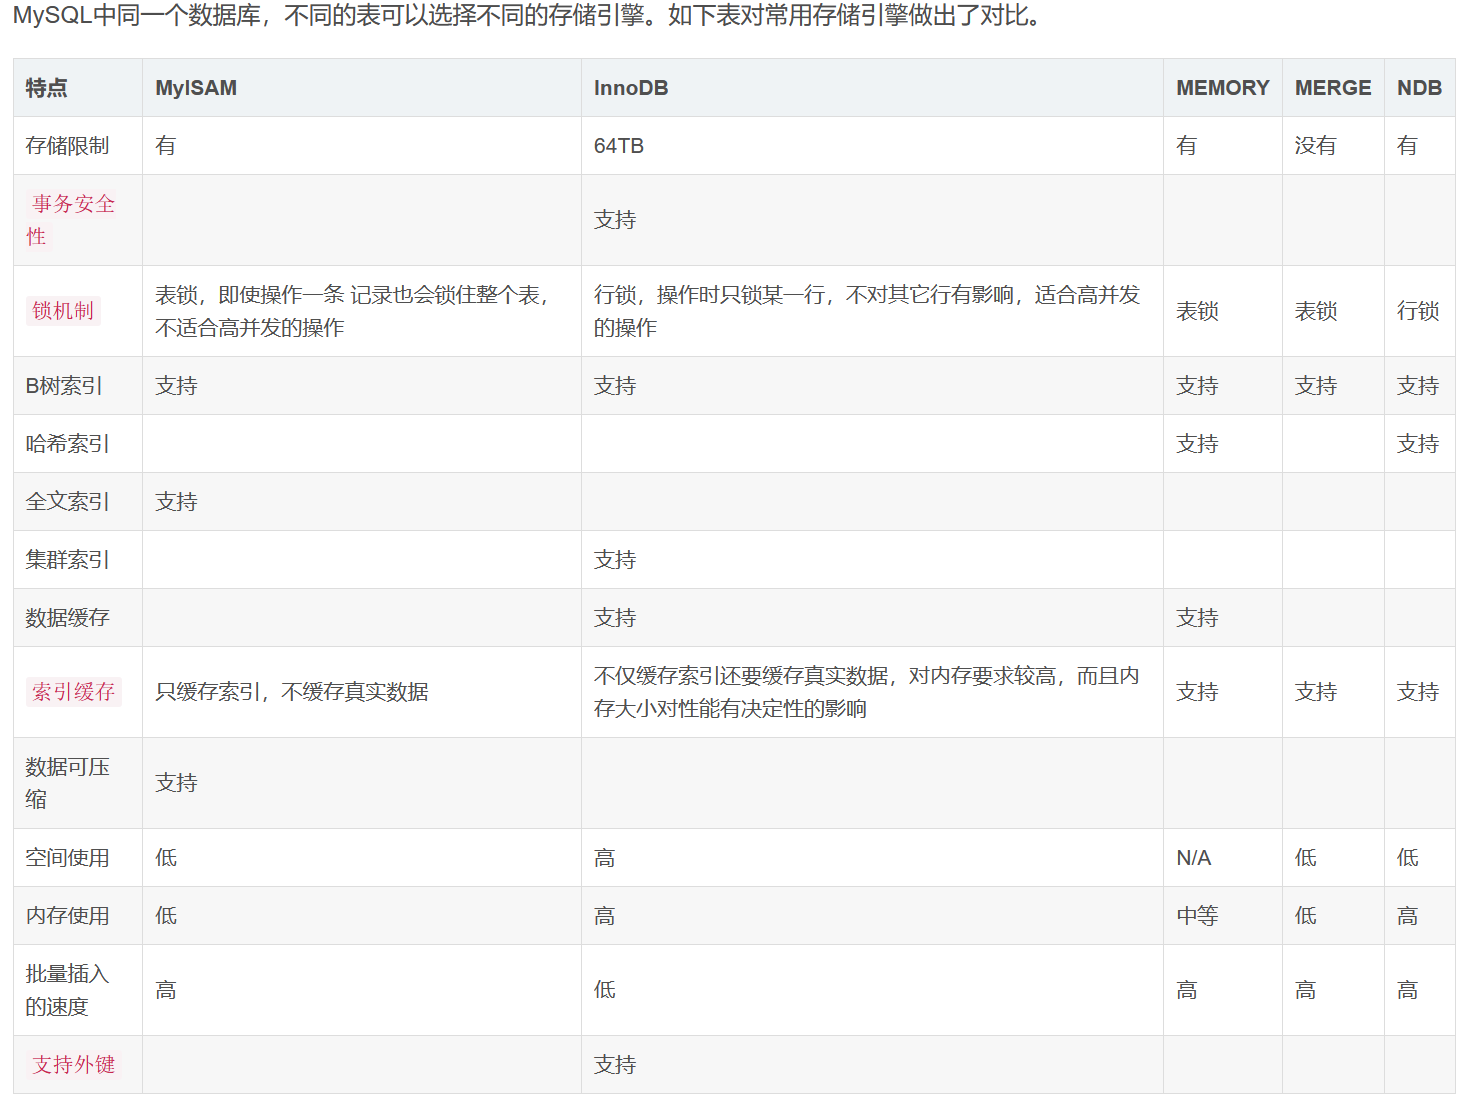 MySQL中同一个数据库，不同的表可以选择不同的存储引擎。如下表对常用存储引擎做出了对比。
特点 MyISAM InnoDB MEMORY MERGE NDB
存储限制 有 64TB 有 没有 有
事务安全
性
支持
锁机制
表锁，即使操作一条 记录也会锁住整个表，
不适合高并发的操作
行锁，操作时只锁某一行，不对其它行有影响，适合高并发
的操作
表锁 表锁 行锁
B树索引 支持 支持 支持 支持 支持
哈希索引 支持 支持
全文索引 支持
集群索引 支持
数据缓存 支持 支持
索引缓存 只缓存索引，不缓存真实数据
不仅缓存索引还要缓存真实数据，对内存要求较高，而且内
存大小对性能有决定性的影响
支持 支持 支持
数据可压
缩
支持
空间使用 低 高 N/A 低 低
内存使用 低 高 中等 低 高
批量插入
的速度
高 低 高 高 高
支持外键 支持